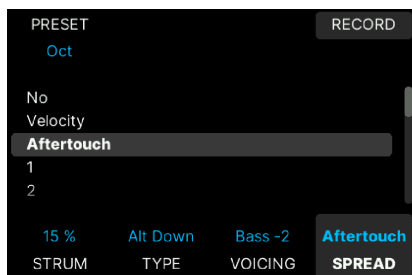 PRESET RECORD
Oct
No
Velocity
Aftertouch
1
2
15 % Alt Down Bass -2 Aftertouch
STRUM TYPE VOICING SPREAD